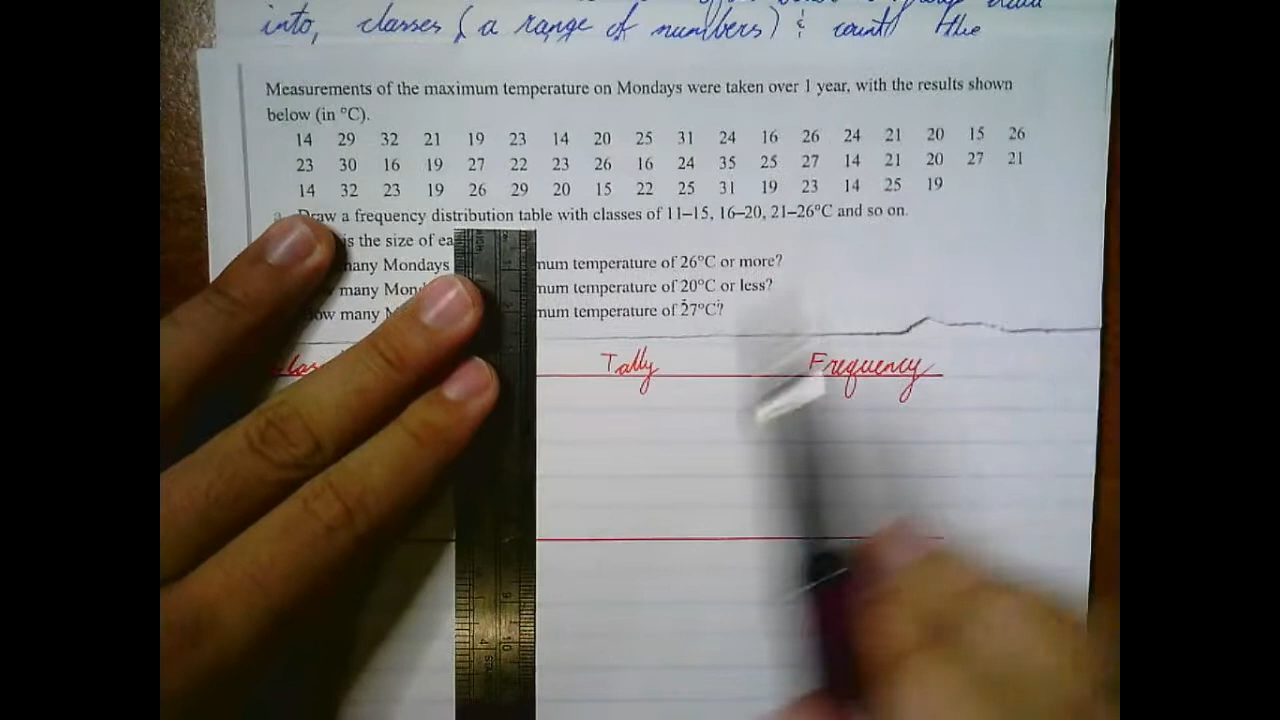 into, classes (a range of numbers) & count the
Measurements of the maximum temperature on Mondays were taken over 1 year, with the results shown
below (in °C).
14 29 32 21 19 23 14 20 25 31 24 16 26 24 21 20 15 26
23 30 16 19 27 22 23 26 16 24 35 25 27 14 21 20 27 21
14 32 23 19 26 29 20 15 22 25 31 19 23 14 25 19
a Draw a frequency distribution table with classes of 11–15, 16–20, 21–26°C and so on.
is the size of ea
many Mondays num temperature of 26°C or more?
many Mon num temperature of 20°C or less?
How many num temperature of 27°C?
Tally Frequency